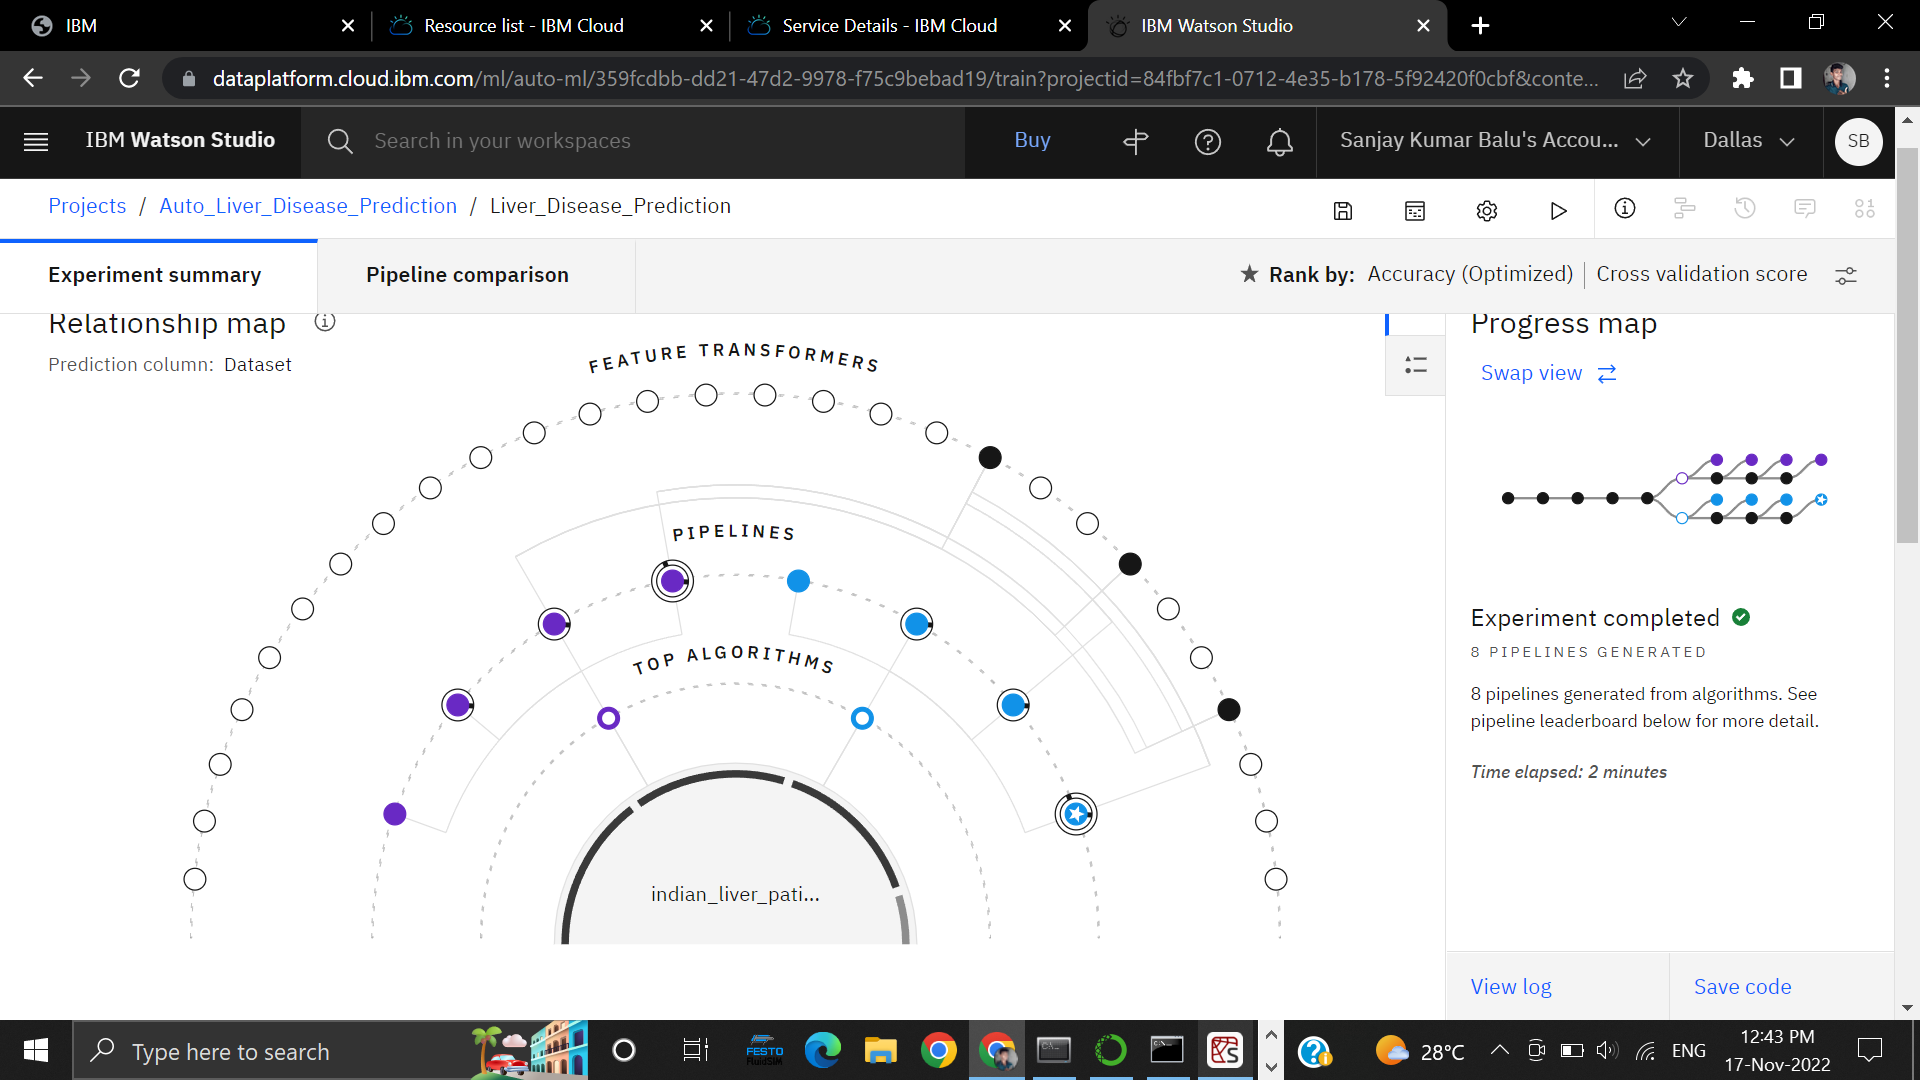 IBM
Resource list - IBM Cloud
Service Details - IBM Cloud
IBM Watson Studio
dataplatform.cloud.ibm.com/ml/auto-ml/359fcdbb-dd21-47d2-9978-f75c9bebad19/train?projectid=84fbf7c1-0712-4e35-b178-5f92420f0cbf&conte...
IBM Watson Studio
Search in your workspaces
Buy
Sanjay Kumar Balu's Accou...
Dallas
SB
Projects / Auto_Liver_Disease_Prediction / Liver_Disease_Prediction
Experiment summary
Pipeline comparison
Rank by: Accuracy (Optimized) | Cross validation score
Relationship map
Prediction column: Dataset
FEATURE TRANSFORMERS
PIPELINES
TOP ALGORITHMS
indian_liver_pati...
Progress map
Swap view
Experiment completed
8 PIPELINES GENERATED
8 pipelines generated from algorithms. See
pipeline leaderboard below for more detail.
Time elapsed: 2 minutes
View log
Save code
Type here to search
FESTO
FluidSIM
28°C
ENG
12:43 PM
17-Nov-2022